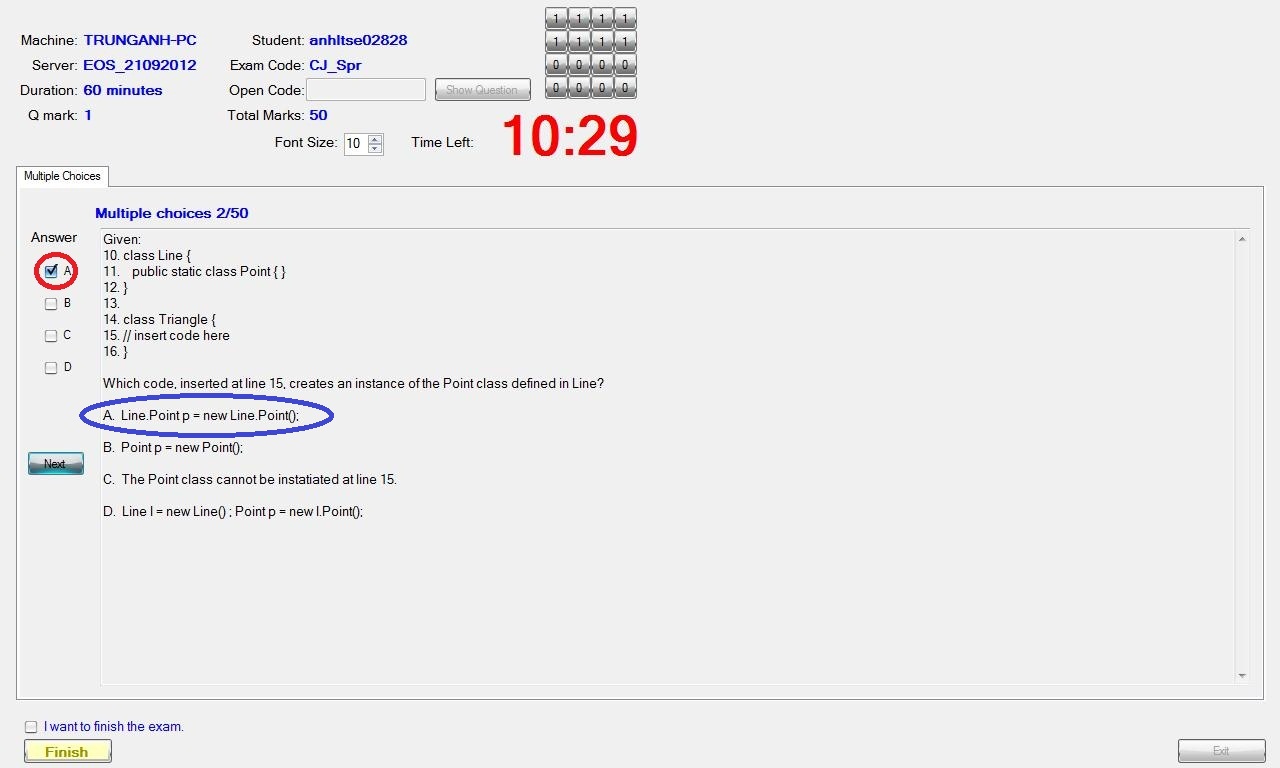 Machine: TRUNGANH-PC Student: anhltse02828
Server: EOS_21092012 Exam Code: CJ_Spr
Duration: 60 minutes Open Code: Show Question
Q mark: 1 Total Marks: 50
1 1 1 1
1 1 1 1
0 0 0 0
0 0 0 0
Font Size: 10 Time Left: 10:29
Multiple Choices
Multiple choices 2/50
Answer
A
B
C
D
Next
Given:
10. class Line {
11. public static class Point { }
12. }
13.
14. class Triangle {
15. // insert code here
16. }
Which code, inserted at line 15, creates an instance of the Point class defined in Line?
A. Line.Point p = new Line.Point();
B. Point p = new Point();
C. The Point class cannot be instatiated at line 15.
D. Line l = new Line() ; Point p = new l.Point();
I want to finish the exam.
Finish
Exit